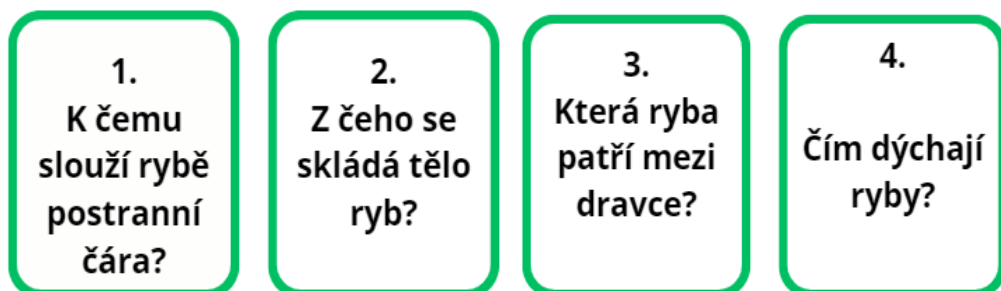 1.
K čemu
slouží rybě
postranní
čára?
2.
Z čeho se
skládá tělo
ryb?
3.
Která ryba
patří mezi
dravce?
4.
Čím dýchají
ryby?